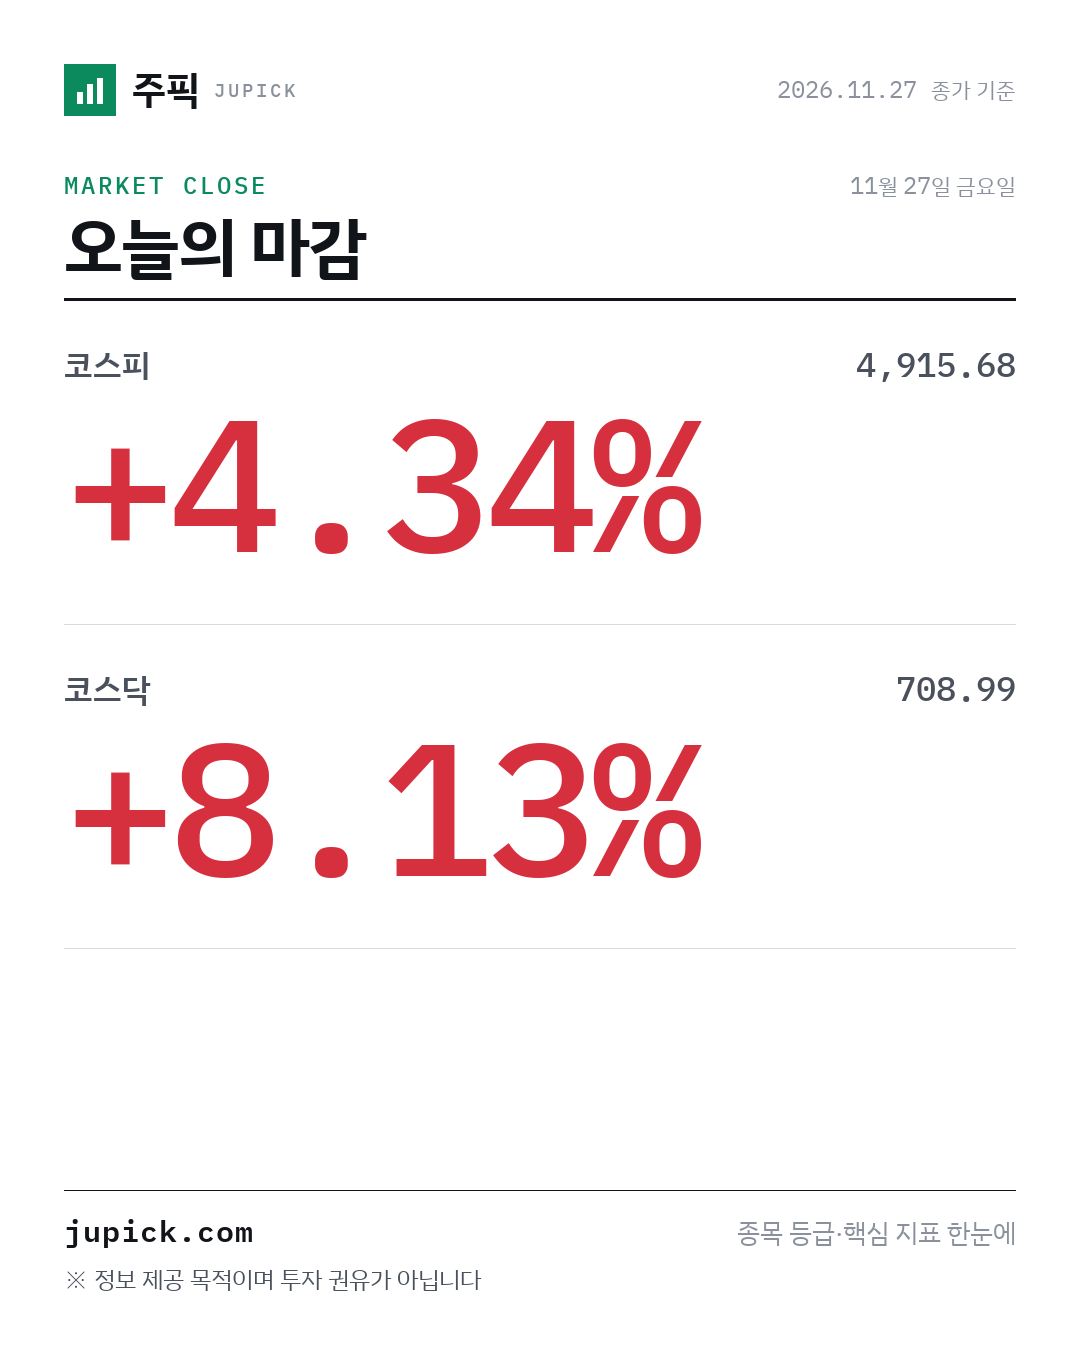 주픽 JUPICK
2026.11.27 종가 기준
MARKET CLOSE
11월 27일 금요일
오늘의 마감
코스피 4,915.68
+4.34%
코스닥 708.99
+8.13%
jupick.com
종목 등급·핵심 지표 한눈에
※ 정보 제공 목적이며 투자 권유가 아닙니다